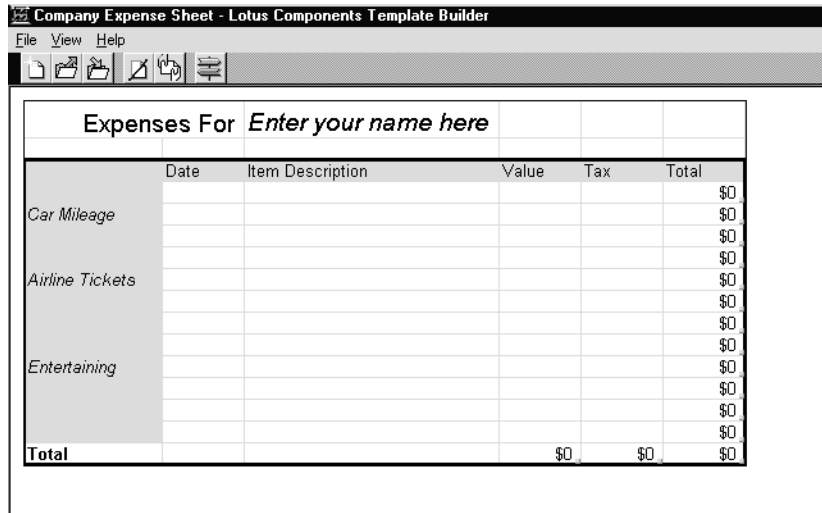 Company Expense Sheet - Lotus Components Template Builder
File View Help
Expenses For Enter your name here
Date Item Description Value Tax Total
$0
Car Mileage $0
$0
$0
Airline Tickets $0
$0
$0
$0
Entertaining $0
$0
$0
$0
Total $0 $0 $0